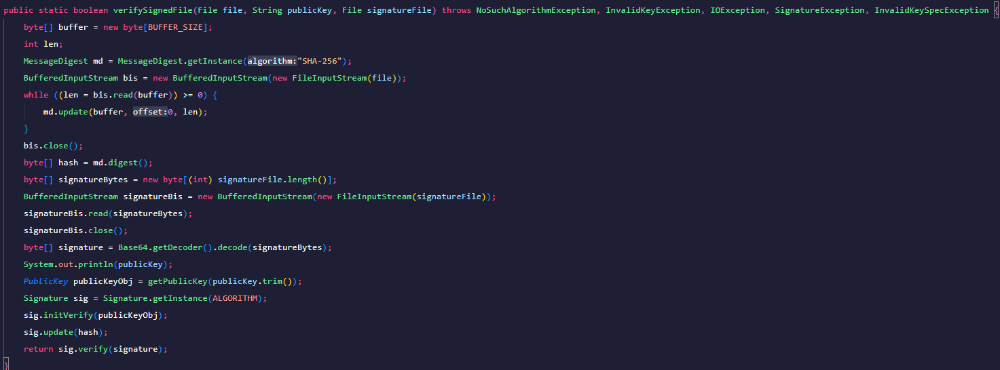 public static boolean verifySignedFile(File file, String publicKey, File signatureFile) throws NoSuchAlgorithmException, InvalidKeyException, IOException, SignatureException, InvalidKeySpecException {
    byte[] buffer = new byte[BUFFER_SIZE];
    int len;
    MessageDigest md = MessageDigest.getInstance(algorithm:"SHA-256");
    BufferedInputStream bis = new BufferedInputStream(new FileInputStream(file));
    while ((len = bis.read(buffer)) >= 0) {
        md.update(buffer, offset:0, len);
    }
    bis.close();
    byte[] hash = md.digest();
    byte[] signatureBytes = new byte[(int) signatureFile.length()];
    BufferedInputStream signatureBis = new BufferedInputStream(new FileInputStream(signatureFile));
    signatureBis.read(signatureBytes);
    signatureBis.close();
    byte[] signature = Base64.getDecoder().decode(signatureBytes);
    System.out.println(publicKey);
    PublicKey publicKeyObj = getPublicKey(publicKey.trim());
    Signature sig = Signature.getInstance(ALGORITHM);
    sig.initVerify(publicKeyObj);
    sig.update(hash);
    return sig.verify(signature);
}